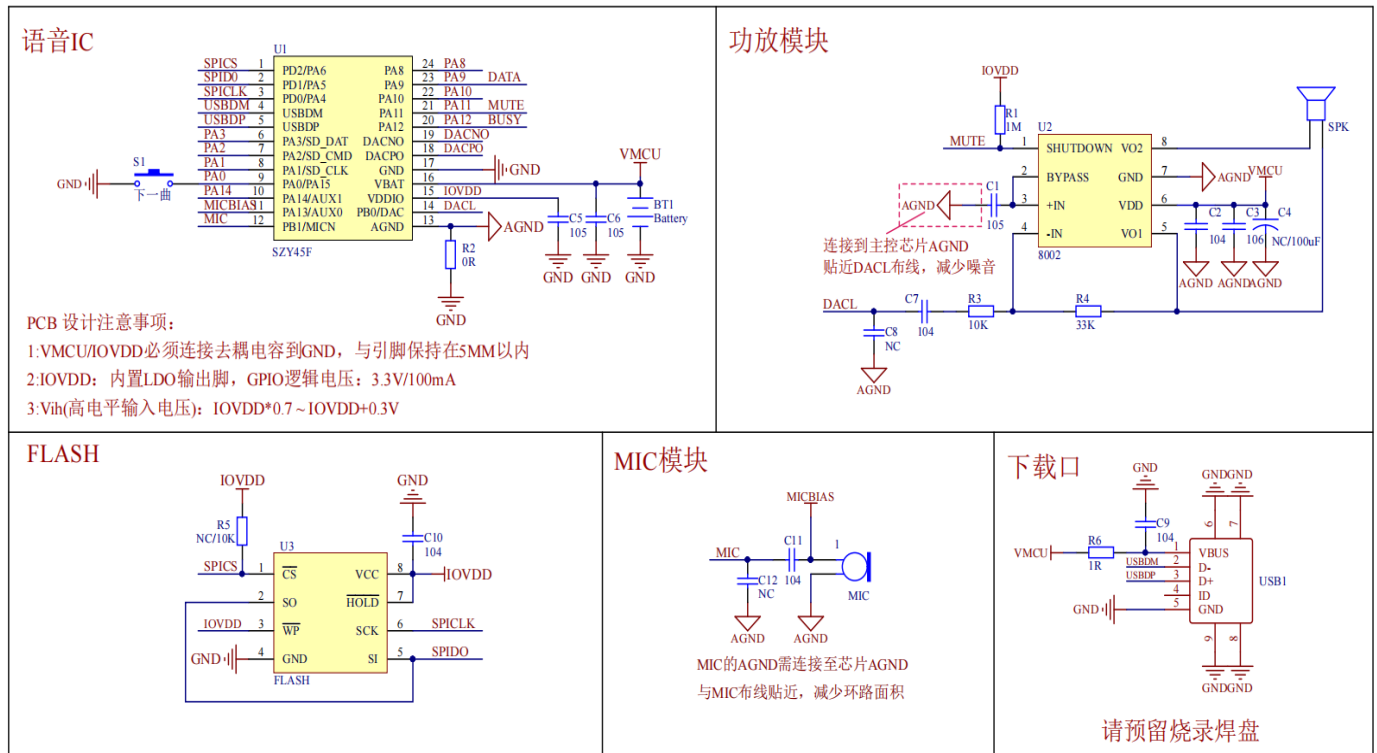 语音IC
U1
SPICS 1 PD2/PA6 PA8 24 PA8
SPID0 2 PD1/PA5 PA9 23 PA9 DATA
SPICLK 3 PD0/PA4 PA10 22 PA10
USBDM 4 USBDM PA11 21 PA11 MUTE
USBDP 5 USBDP PA12 20 PA12 BUSY
PA3 6 PA3/SD_DAT DACNO 19 DACNO
PA2 7 PA2/SD_CMD DACPO 18 DACPO
PA1 8 PA1/SD_CLK GND 17 GND
PA0 9 PA0/PA15 VBAT 16
PA14 10 PA14/AUX1 VDDIO 15 IOVDD
MICBIAS 11 PA13/AUX0 PB0/DAC 14 DACL
MIC 12 PB1/MICN AGND 13
SZY45F
GND S1 下一曲
VMCU
BT1
Battery
C5
105
C6
105
AGND
R2
0R
GND GND GND
GND
PCB 设计注意事项：
1:VMCU/IOVDD必须连接去耦电容到GND，与引脚保持在5MM以内
2:IOVDD：内置LDO输出脚，GPIO逻辑电压：3.3V/100mA
3:Vih(高电平输入电压)：IOVDD*0.7 ~ IOVDD+0.3V
功放模块
IOVDD
R1
1M
U2
SPK
MUTE 1 SHUTDOWN VO2 8
2 BYPASS GND 7 AGND VMCU
AGND C1 105 3 +IN VDD 6
4 -IN VO1 5
8002
C2
104
C3
106
C4
NC/100uF
AGND AGND AGND
连接到主控芯片AGND
贴近DACL布线，减少噪音
DACL C7 104 R3 10K R4 33K
C8
NC
AGND
FLASH
IOVDD GND
R5
NC/10K
C10
104
U3
SPICS 1 CS VCC 8 IOVDD
2 SO HOLD 7
IOVDD 3 WP SCK 6 SPICLK
GND 4 GND SI 5 SPIDO
FLASH
MIC模块
MICBIAS
MIC C11 104 1
C12
NC
MIC
AGND AGND
MIC的AGND需连接至芯片AGND
与MIC布线贴近，减少环路面积
下载口
GND GND GND
C9
104
6 7
VMCU R6 1R 1 VBUS
USBDM 2 D-
USBDP 3 D+
4 ID
GND 5 GND
USB1
9 8
GND GND
请预留烧录焊盘